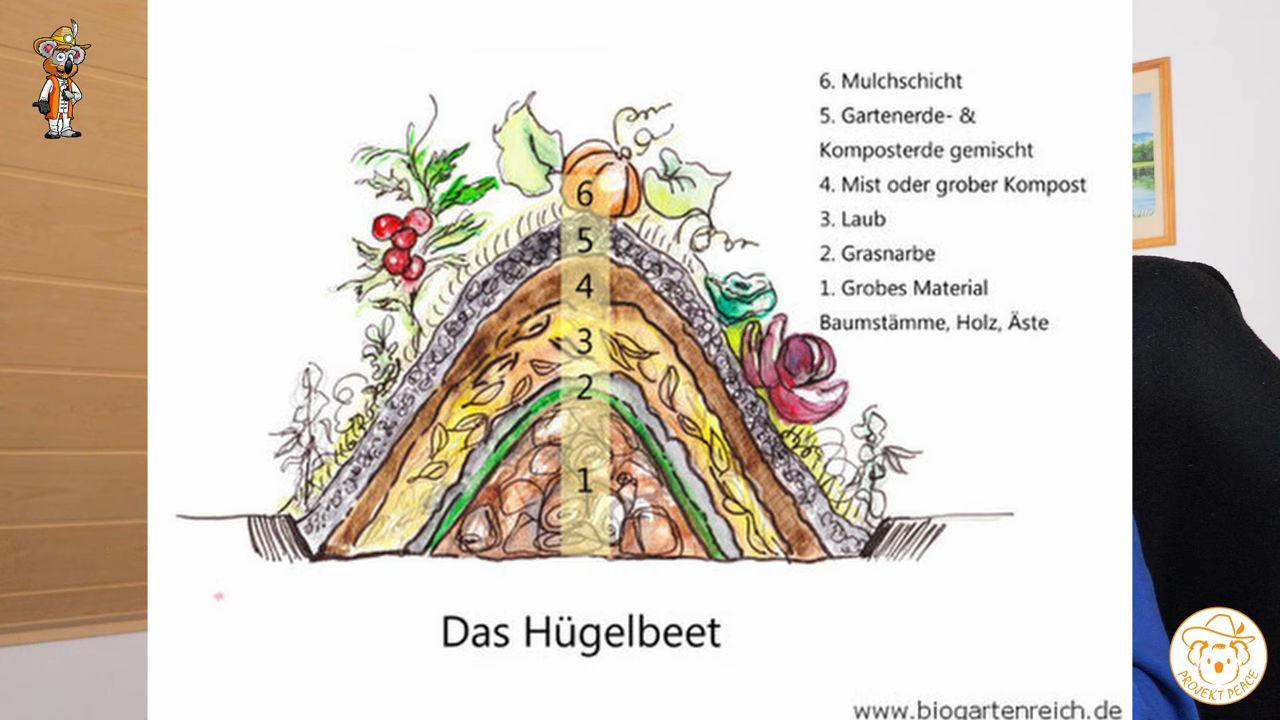 6. Mulchschicht
5. Gartenerde- &
Komposterde gemischt
4. Mist oder grober Kompost
3. Laub
2. Grasnarbe
1. Grobes Material
Baumstämme, Holz, Äste
6
5
4
3
2
1
Das Hügelbeet
www.biogartenreich.de
PROJEKT PEACE